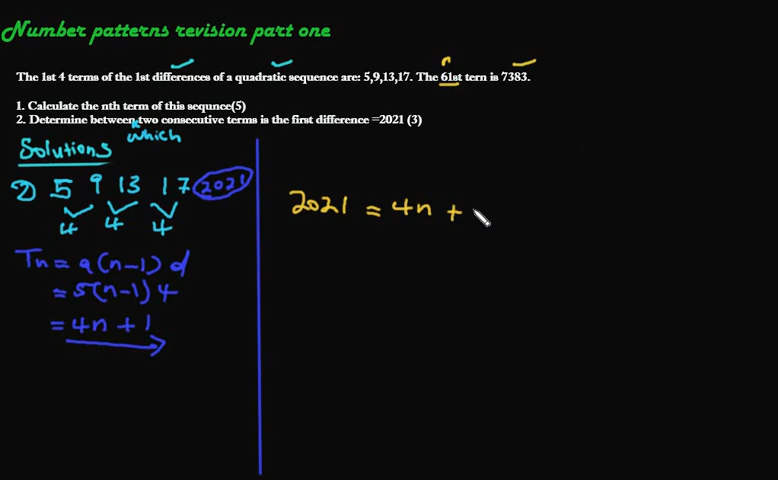 Number patterns revision part one
The 1st 4 terms of the 1st differences of a quadratic sequence are: 5,9,13,17. The 61st tern is 7383.
1. Calculate the nth term of this sequnce(5)
2. Determine between two consecutive terms is the first difference =2021 (3)
which
Solutions
2) 5 9 13 17 2021
4 4 4
Tn = a(n-1) d
= 5(n-1) 4
= 4n + 1
2021 = 4n +